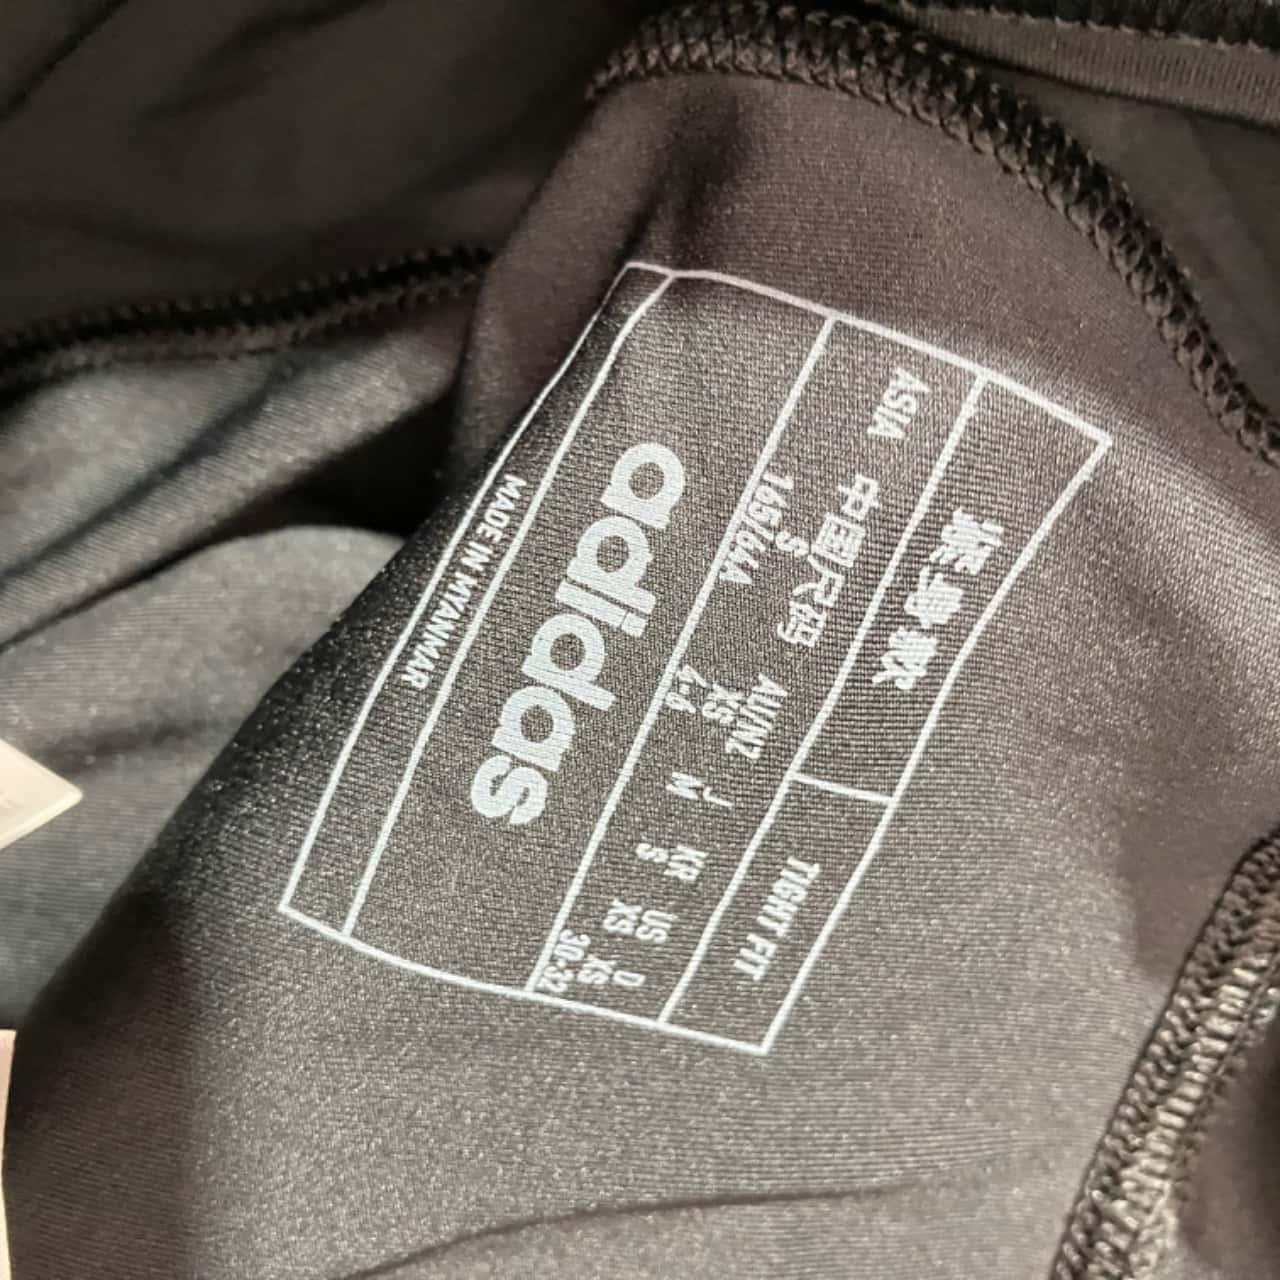 紧身款 TIGHT FIT
ASIA 中国尺码 AU/NZ J KR US D
S XS M S XS XS
165/64A 4-6 30-32
adidas
MADE IN MYANMAR